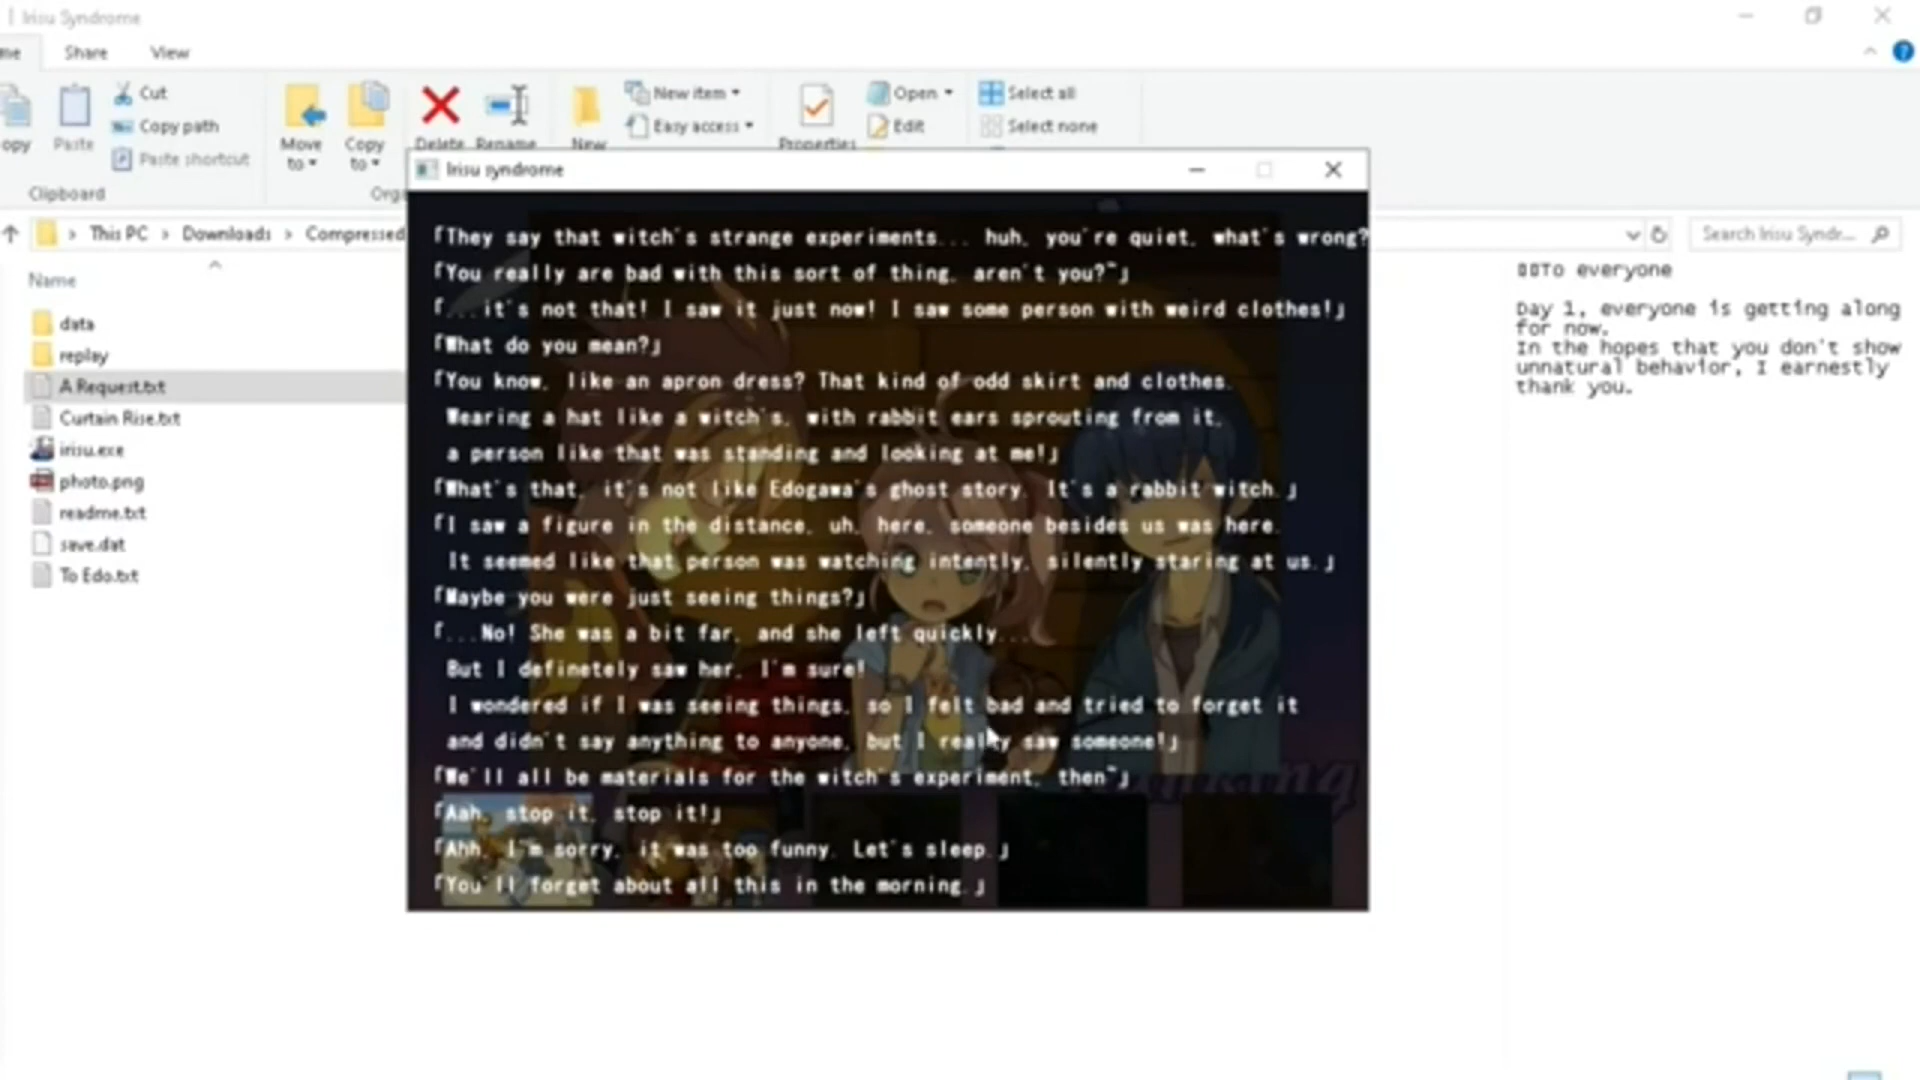 Irisu Syndrome
me
Share
View
Cut
Copy path
Paste shortcut
opy
Paste
Clipboard
Move to
Copy to
Delete
Rename
New
New item
Easy access
Properties
Open
Edit
Select all
Select none
This PC > Downloads > Compressed
Search Irisu Syndr...
Name
data
replay
A Request.txt
Curtain Rise.txt
irisu.exe
photo.png
readme.txt
save.dat
To Edo.txt
Irisu syndrome
「They say that witch's strange experiments... huh, you're quiet, what's wrong?
「You really are bad with this sort of thing, aren't you?~」
「...it's not that! I saw it just now! I saw some person with weird clothes!」
「What do you mean?」
「You know, like an apron dress? That kind of odd skirt and clothes.
Wearing a hat like a witch's, with rabbit ears sprouting from it,
a person like that was standing and looking at me!」
「What's that, it's not like Edogawa's ghost story. It's a rabbit witch.」
「I saw a figure in the distance, uh, here, someone besides us was here.
It seemed like that person was watching intently, silently staring at us.」
「Maybe you were just seeing things?」
「...No! She was a bit far, and she left quickly...
But I definetely saw her, I'm sure!
I wondered if I was seeing things, so I felt bad and tried to forget it
and didn't say anything to anyone, but I really saw someone!」
「We'll all be materials for the witch's experiment, then~」
「Aah, stop it, stop it!」
「Ahh, I'm sorry, it was too funny. Let's sleep.」
「You'll forget about all this in the morning.」
To everyone
Day 1, everyone is getting along
for now.
In the hopes that you don't show
unnatural behavior, I earnestly
thank you.